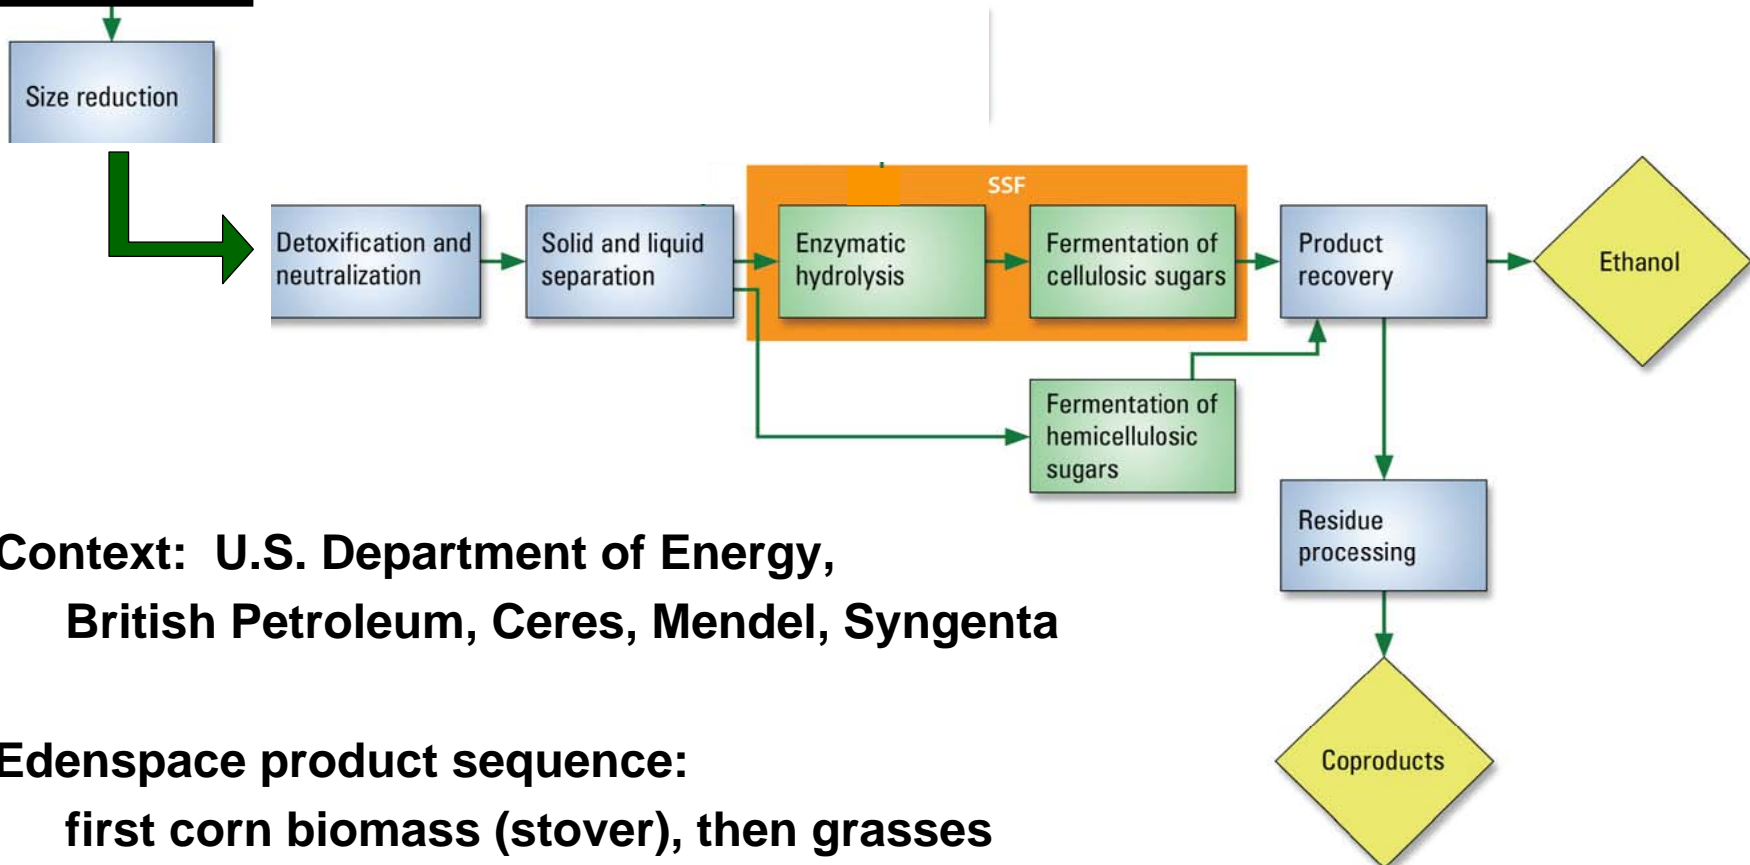 Size reduction
SSF
Detoxification and
neutralization
Solid and liquid
separation
Enzymatic
hydrolysis
Fermentation of
cellulosic sugars
Product
recovery
Ethanol
Fermentation of
hemicellulosic
sugars
Residue
processing
Coproducts
Context: U.S. Department of Energy,
British Petroleum, Ceres, Mendel, Syngenta
Edenspace product sequence:
first corn biomass (stover), then grasses